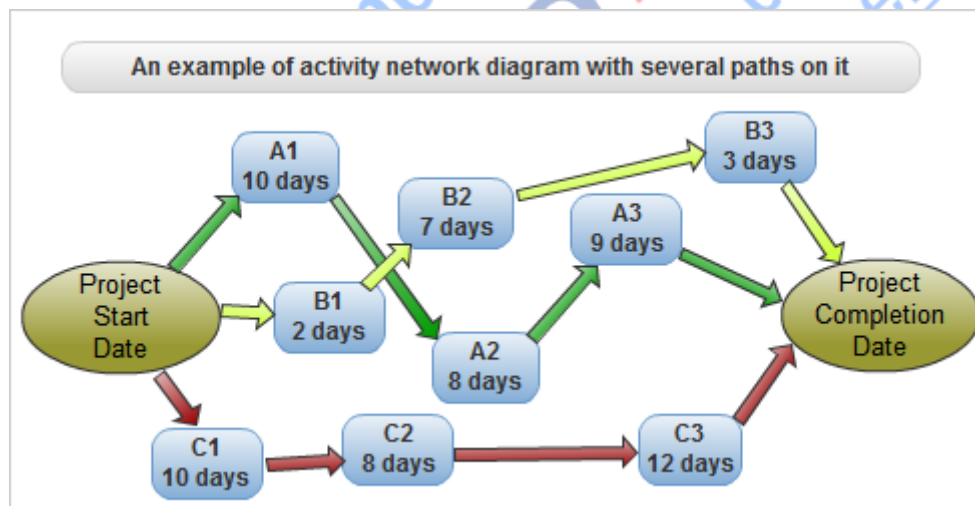 An example of activity network diagram with several paths on it
A1
10 days
B3
3 days
B2
7 days
A3
9 days
Project
Start
Date
B1
2 days
Project
Completion
Date
A2
8 days
C1
10 days
C2
8 days
C3
12 days